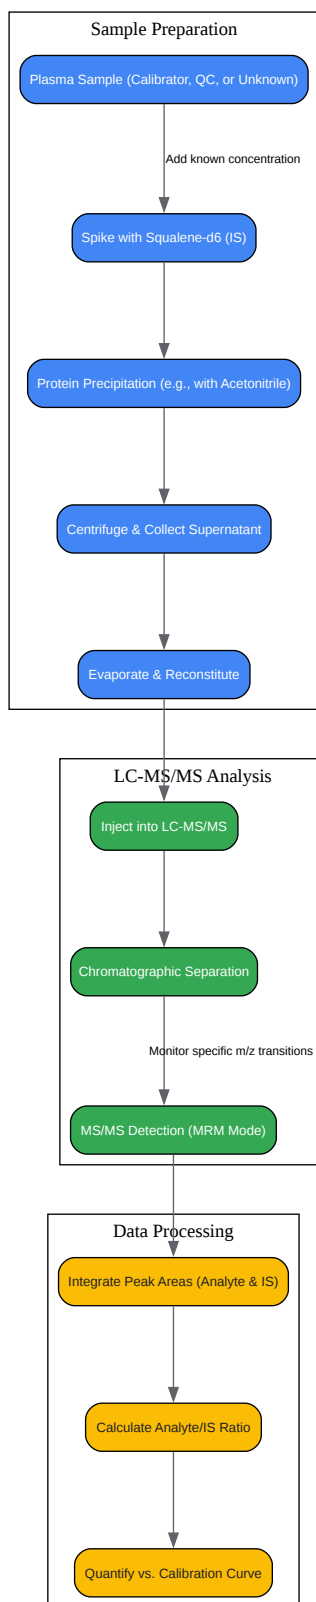 Sample Preparation
Plasma Sample (Calibrator, QC, or Unknown)
Add known concentration
Spike with Squalene-d6 (IS)
Protein Precipitation (e.g., with Acetonitrile)
Centrifuge & Collect Supernatant
Evaporate & Reconstitute
LC-MS/MS Analysis
Inject into LC-MS/MS
Chromatographic Separation
Monitor specific m/z transitions
MS/MS Detection (MRM Mode)
Data Processing
Integrate Peak Areas (Analyte & IS)
Calculate Analyte/IS Ratio
Quantify vs. Calibration Curve